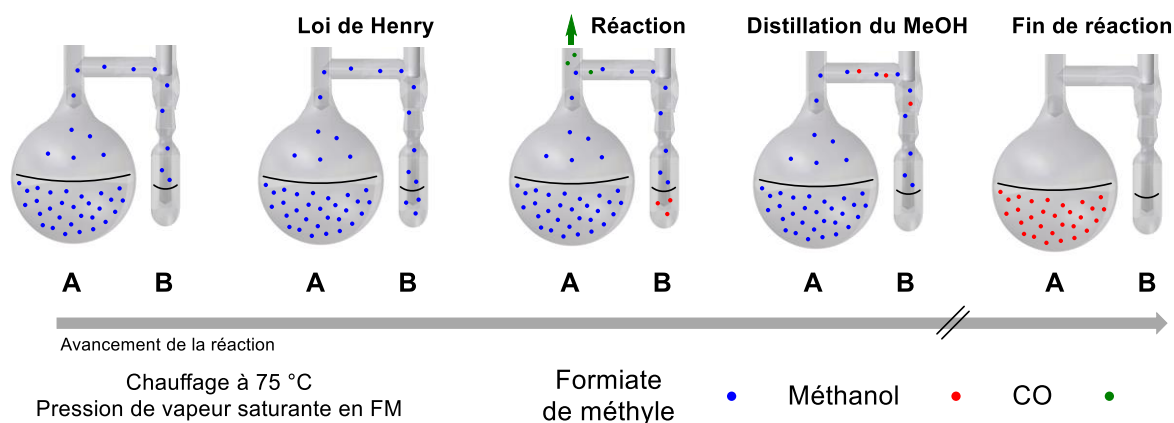 Loi de Henry
Réaction
Distillation du MeOH
Fin de réaction
A B A B A B A B A B
Avancement de la réaction
Chauffage à 75 °C
Pression de vapeur saturante en FM
Formiate
de méthyle
Méthanol
CO